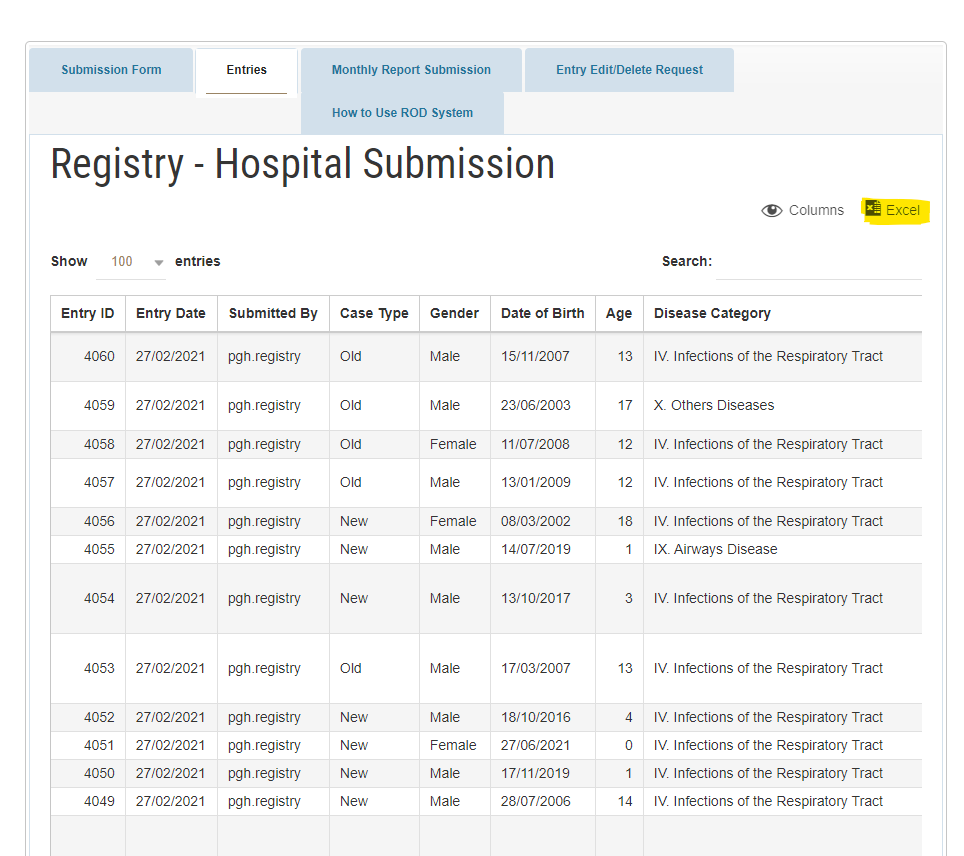 Submission Form Entries Monthly Report Submission Entry Edit/Delete Request
How to Use ROD System
Registry - Hospital Submission
Columns Excel
Show 100 entries Search:
Entry ID Entry Date Submitted By Case Type Gender Date of Birth Age Disease Category
4060 27/02/2021 pgh.registry Old Male 15/11/2007 13 IV. Infections of the Respiratory Tract
4059 27/02/2021 pgh.registry Old Male 23/06/2003 17 X. Others Diseases
4058 27/02/2021 pgh.registry Old Female 11/07/2008 12 IV. Infections of the Respiratory Tract
4057 27/02/2021 pgh.registry Old Male 13/01/2009 12 IV. Infections of the Respiratory Tract
4056 27/02/2021 pgh.registry New Female 08/03/2002 18 IV. Infections of the Respiratory Tract
4055 27/02/2021 pgh.registry New Male 14/07/2019 1 IX. Airways Disease
4054 27/02/2021 pgh.registry New Male 13/10/2017 3 IV. Infections of the Respiratory Tract
4053 27/02/2021 pgh.registry Old Male 17/03/2007 13 IV. Infections of the Respiratory Tract
4052 27/02/2021 pgh.registry New Male 18/10/2016 4 IV. Infections of the Respiratory Tract
4051 27/02/2021 pgh.registry New Female 27/06/2021 0 IV. Infections of the Respiratory Tract
4050 27/02/2021 pgh.registry New Male 17/11/2019 1 IV. Infections of the Respiratory Tract
4049 27/02/2021 pgh.registry New Male 28/07/2006 14 IV. Infections of the Respiratory Tract